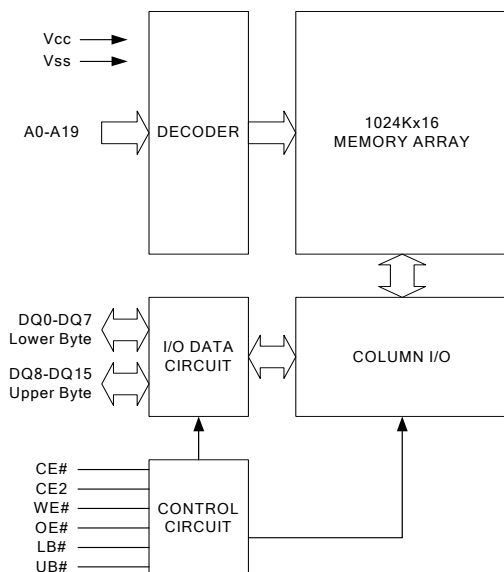 Vcc
Vss
A0-A19
DECODER
1024Kx16
MEMORY ARRAY
DQ0-DQ7
Lower Byte
DQ8-DQ15
Upper Byte
I/O DATA
CIRCUIT
COLUMN I/O
CE#
CE2
WE#
OE#
LB#
UB#
CONTROL
CIRCUIT